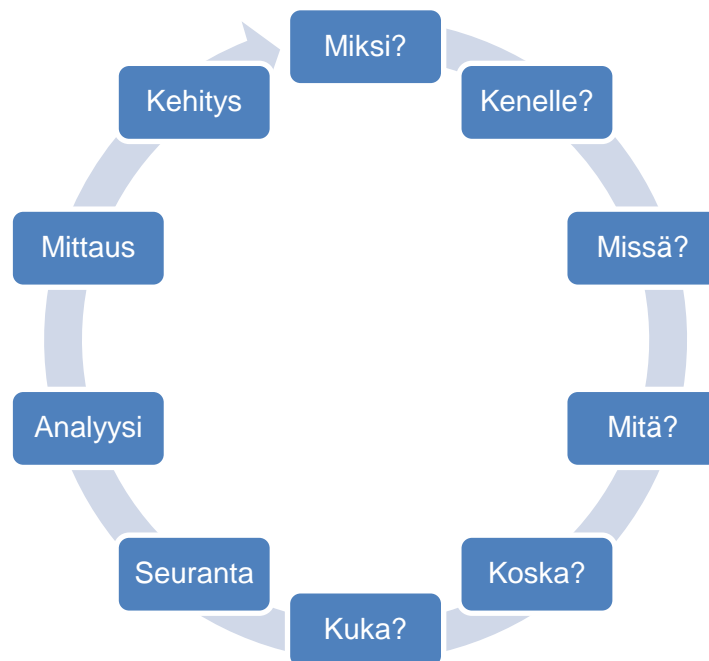 Miksi?
Kenelle?
Missä?
Mitä?
Koska?
Kuka?
Seuranta
Analyysi
Mittaus
Kehitys